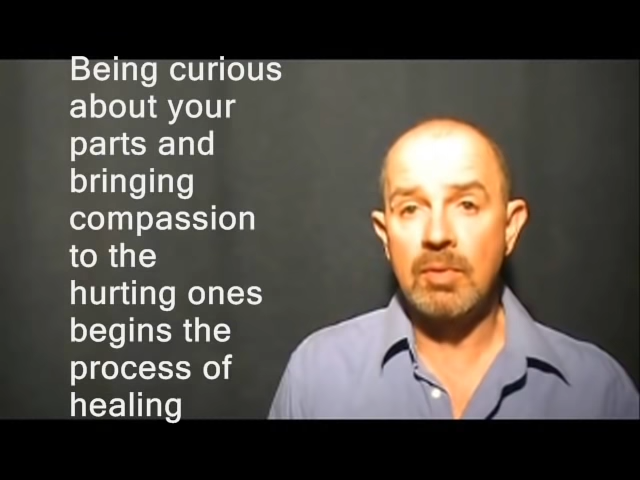 Being curious
about your
parts and
bringing
compassion
to the
hurting ones
begins the
process of
healing